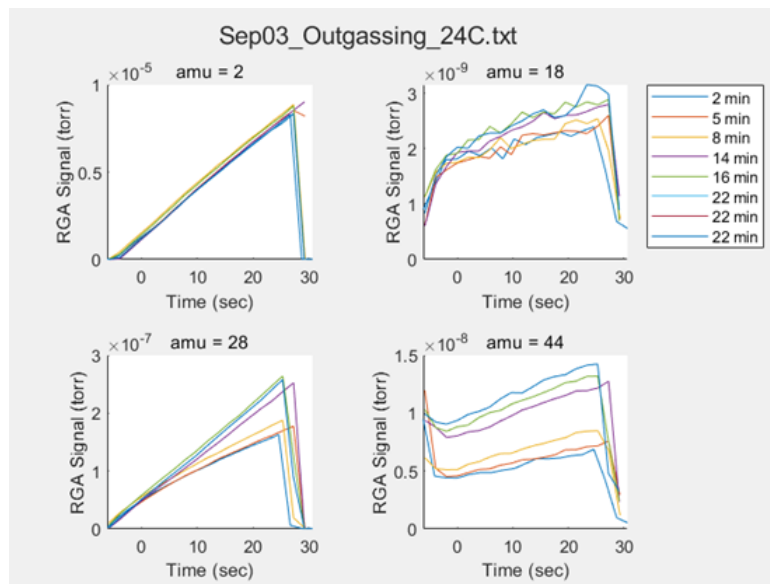 Sep03_Outgassing_24C.txt
×10⁻⁵
amu = 2
1
0.5
0
RGA Signal (torr)
0 10 20 30
Time (sec)
×10⁻⁹
amu = 18
3
2
1
0
RGA Signal (torr)
0 10 20 30
Time (sec)
2 min
5 min
8 min
14 min
16 min
22 min
22 min
22 min
×10⁻⁷
amu = 28
3
2
1
0
RGA Signal (torr)
0 10 20 30
Time (sec)
×10⁻⁸
amu = 44
1.5
1
0.5
0
RGA Signal (torr)
0 10 20 30
Time (sec)